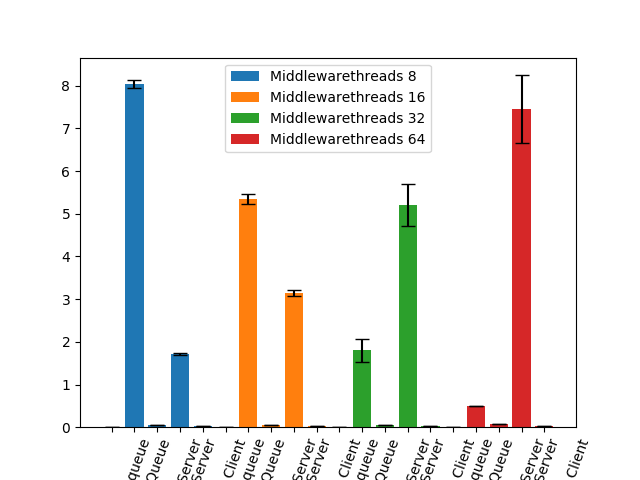 Middlewarethreads 8
Middlewarethreads 16
Middlewarethreads 32
Middlewarethreads 64
8
7
6
5
4
3
2
1
0
queue
Queue
Server
Server
Client
queue
Queue
Server
Server
Client
queue
Queue
Server
Server
Client
queue
Queue
Server
Server
Client